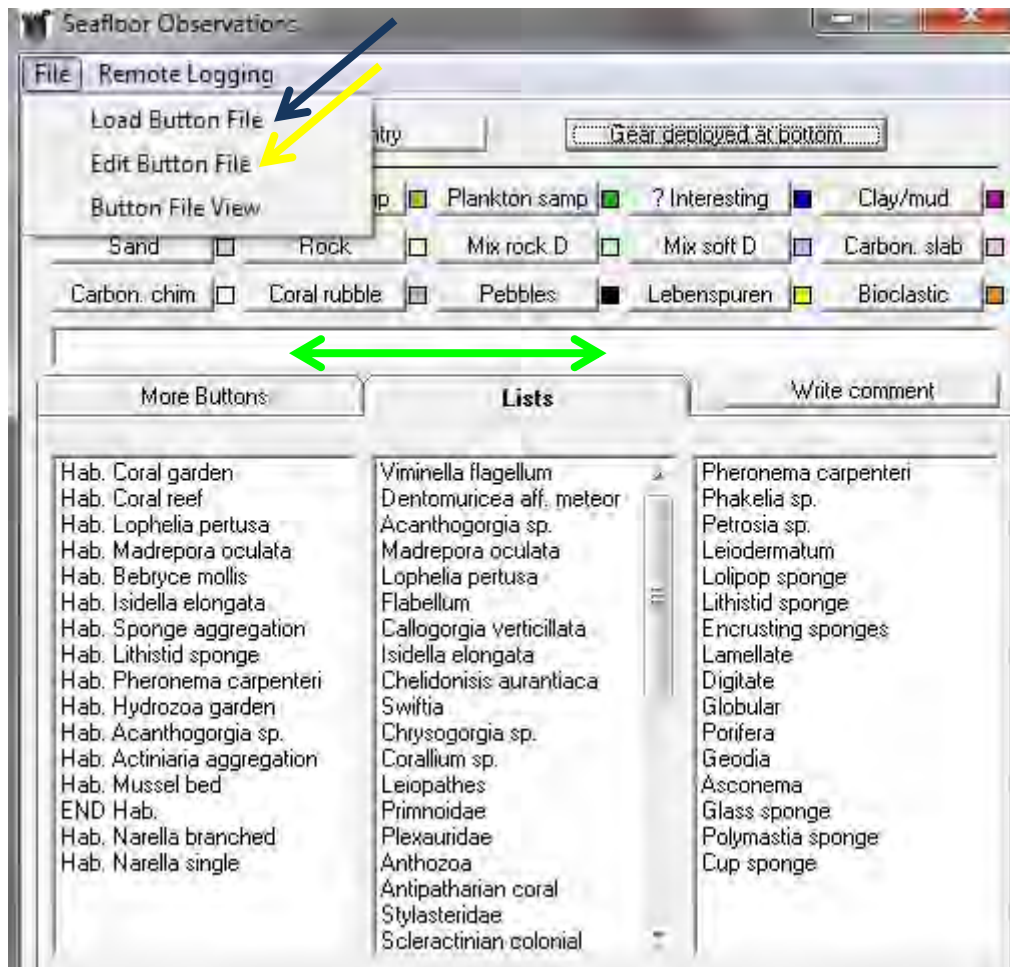 Seafloor Observations
File Remote Logging
Load Button File
Edit Button File
Button File View
Gear deployed at bottom
Plankton samp ? Interesting Clay/mud
Sand Rock Mix rock D Mix soft D Carbon. slab
Carbon. chim Coral rubble Pebbles Lebenspuren Bioclastic
More Buttons Lists Write comment
Hab. Coral garden
Hab. Coral reef
Hab. Lophelia pertusa
Hab. Madrepora oculata
Hab. Bebryce mollis
Hab. Isidella elongata
Hab. Sponge aggregation
Hab. Lithistid sponge
Hab. Pheronema carpenteri
Hab. Hydrozoa garden
Hab. Acanthogorgia sp.
Hab. Actiniaria aggregation
Hab. Mussel bed
END Hab.
Hab. Narella branched
Hab. Narella single
Viminella flagellum
Dentomuricea aff. meteor
Acanthogorgia sp.
Madrepora oculata
Lophelia pertusa
Flabellum
Callogorgia verticillata
Isidella elongata
Chelidonisis aurantiaca
Swiftia
Chrysogorgia sp.
Corallium sp.
Leiopathes
Primnoidae
Plexauridae
Anthozoa
Antipatharian coral
Stylasteridae
Scleractinian colonial
Pheronema carpenteri
Phakelia sp.
Petrosia sp.
Leiodermatum
Lolipop sponge
Lithistid sponge
Encrusting sponges
Lamellate
Digitate
Globular
Porifera
Geodia
Asconema
Glass sponge
Polymastia sponge
Cup sponge